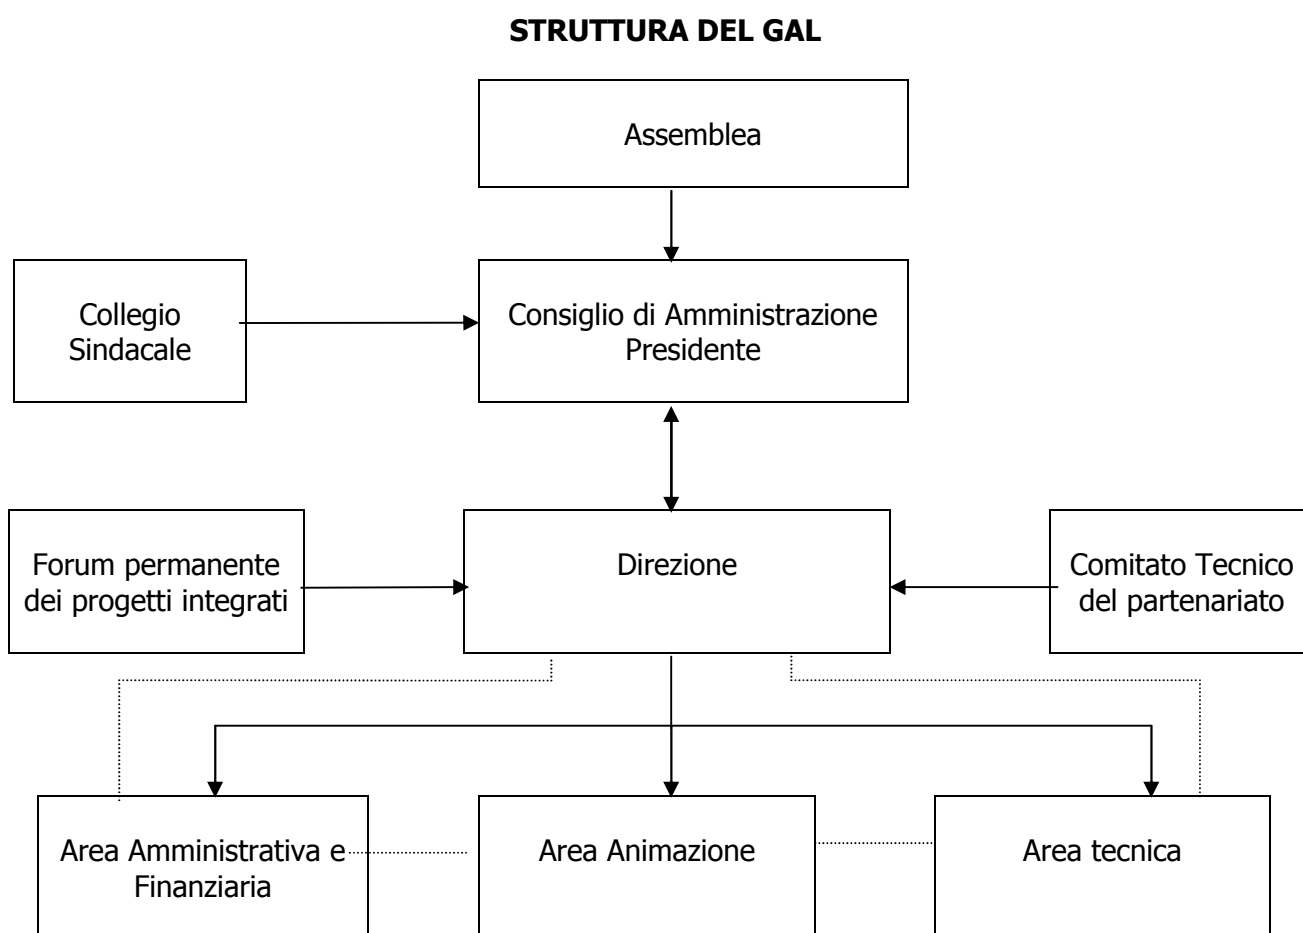 STRUTTURA DEL GAL
Assemblea
Collegio
Sindacale
Consiglio di Amministrazione
Presidente
Forum permanente
dei progetti integrati
Direzione
Comitato Tecnico
del partenariato
Area Amministrativa e
Finanziaria
Area Animazione
Area tecnica